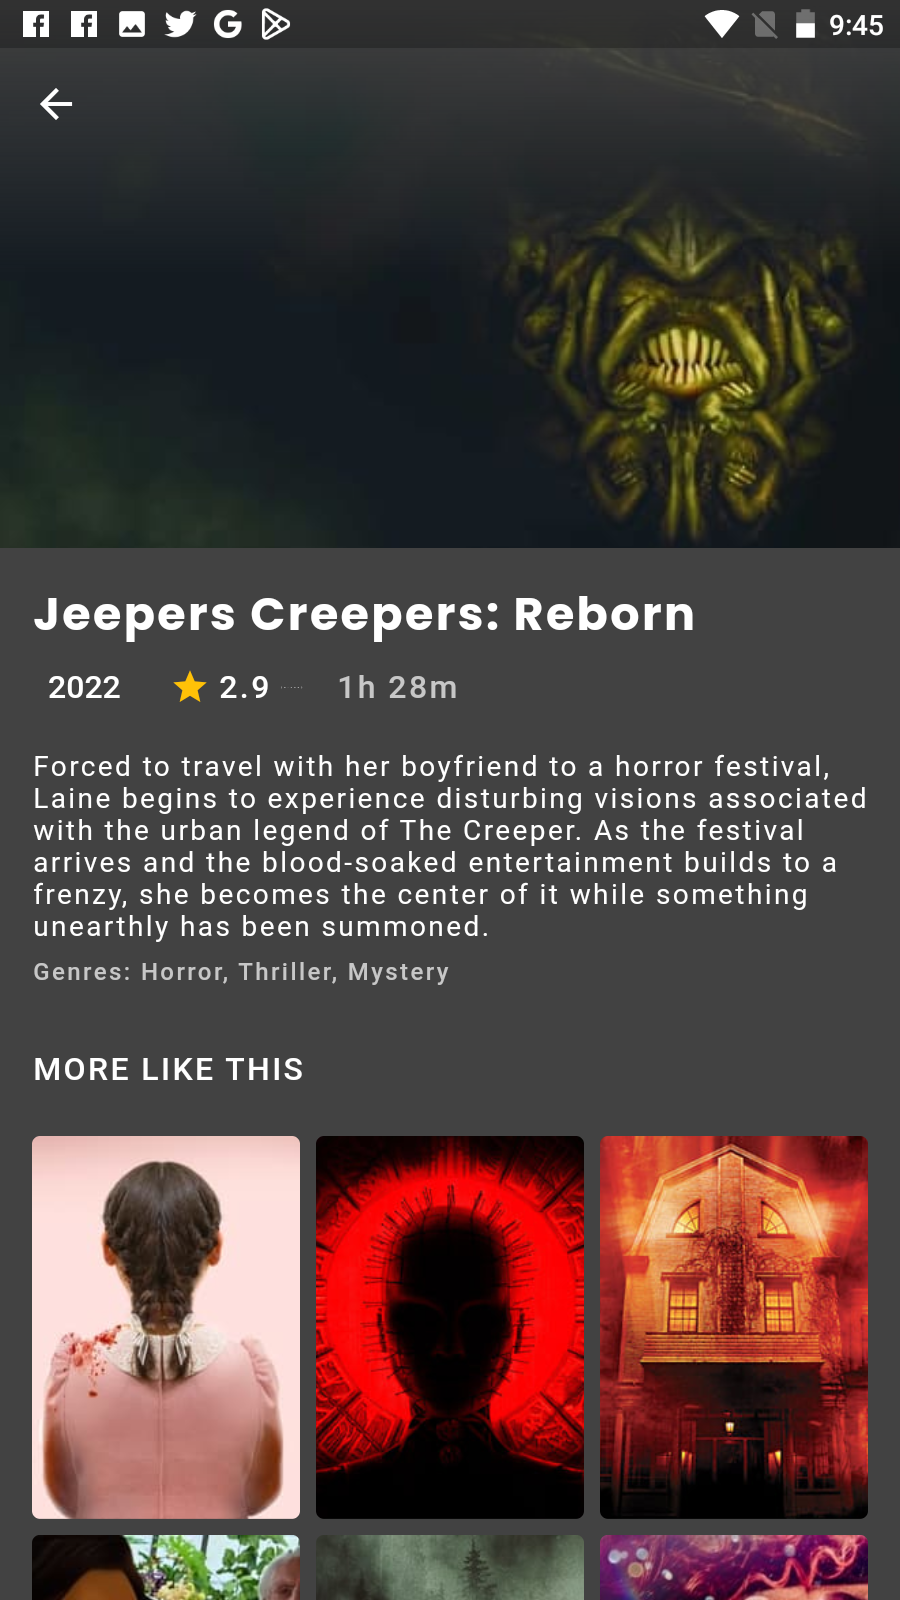 9:45
Jeepers Creepers: Reborn
2022 2.9 1h 28m
Forced to travel with her boyfriend to a horror festival,
Laine begins to experience disturbing visions associated
with the urban legend of The Creeper. As the festival
arrives and the blood-soaked entertainment builds to a
frenzy, she becomes the center of it while something
unearthly has been summoned.
Genres: Horror, Thriller, Mystery
MORE LIKE THIS